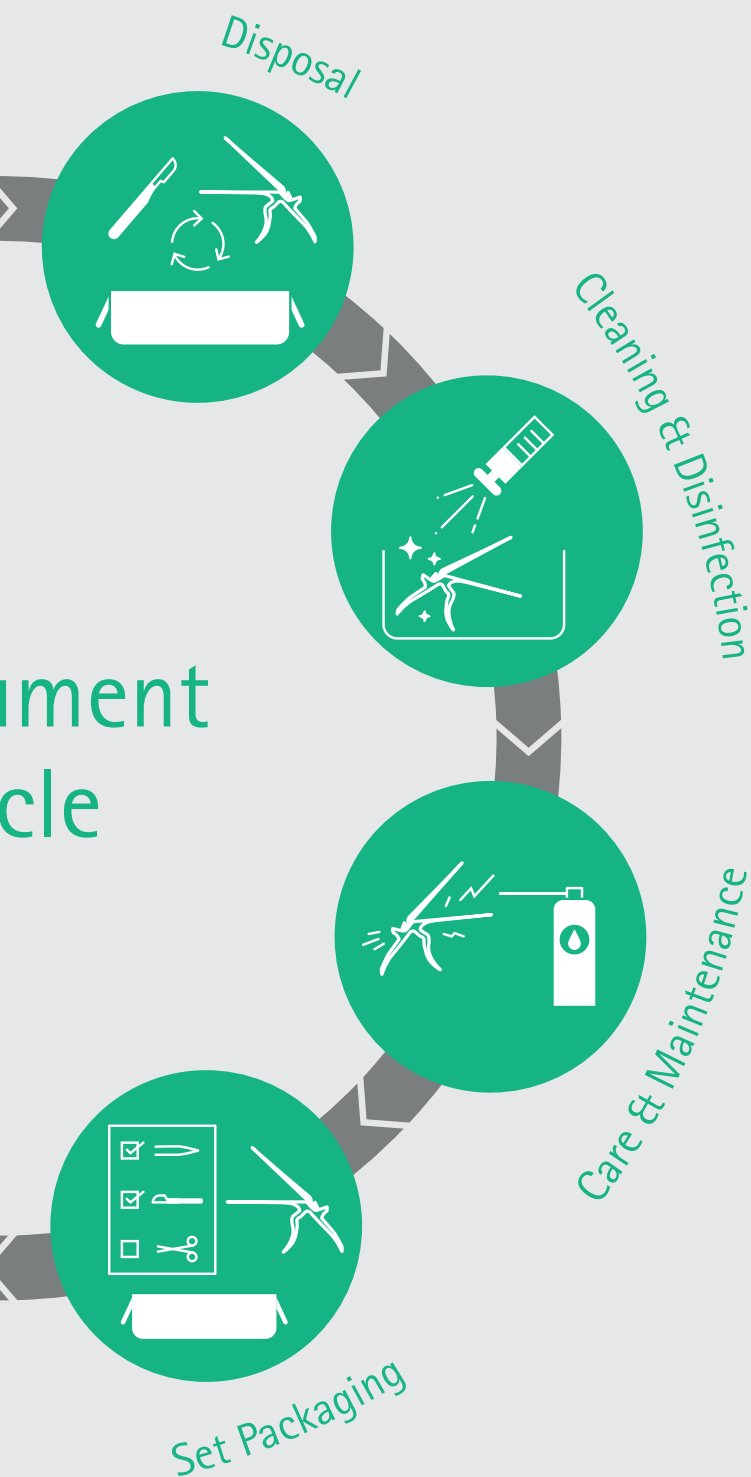 Disposal
Cleaning & Disinfection
ument
cle
Care & Maintenance
Set Packaging